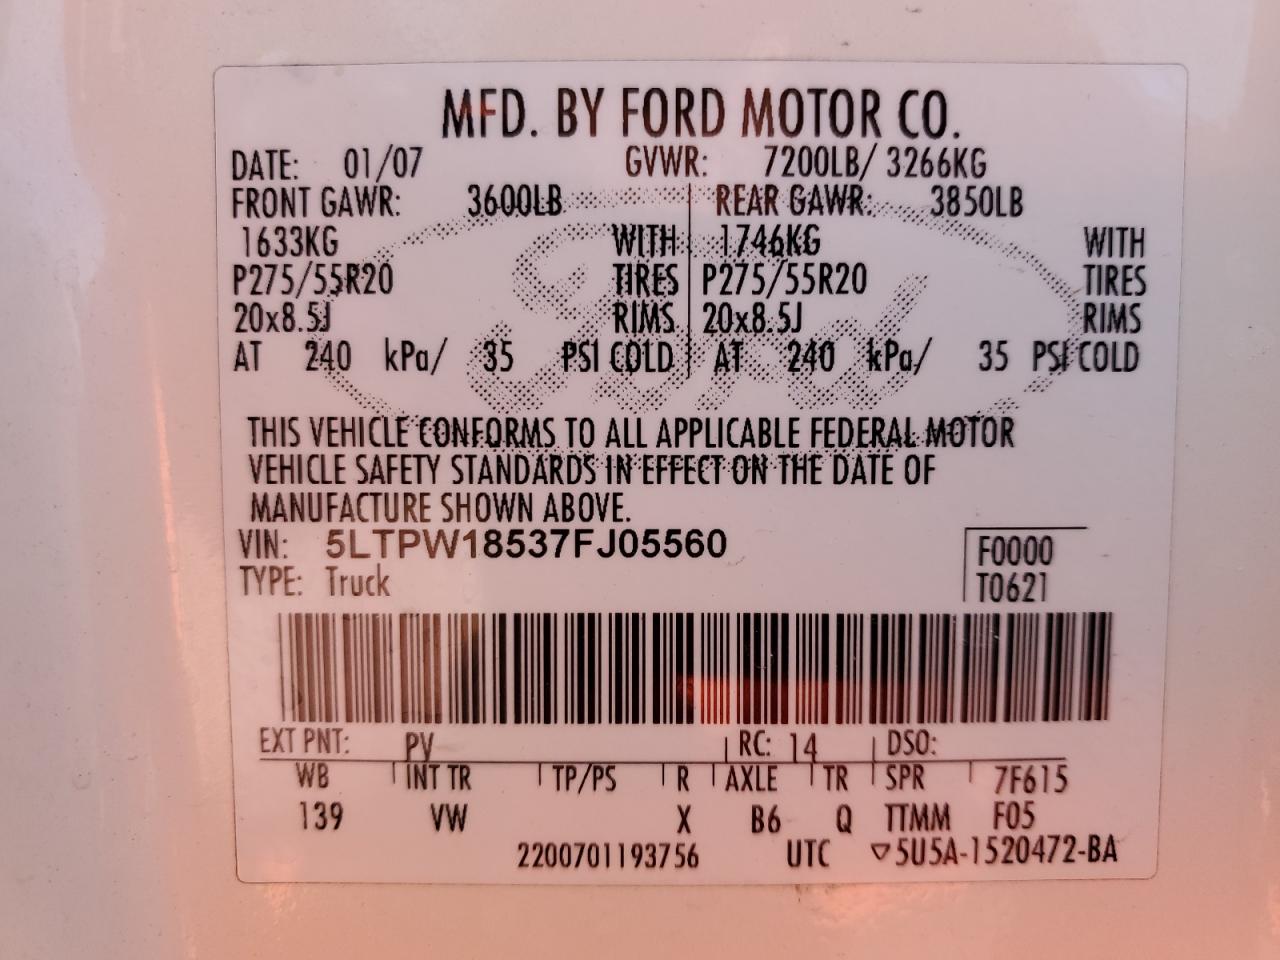 MFD. BY FORD MOTOR CO.
DATE: 01/07 GVWR: 7200LB/ 3266KG
FRONT GAWR: 3600LB REAR GAWR: 3850LB
1633KG WITH 1746KG WITH
P275/55R20 TIRES P275/55R20 TIRES
20x8.5J RIMS 20x8.5J RIMS
AT 240 kPa/ 35 PSI COLD AT 240 kPa/ 35 PSI COLD
Ford
THIS VEHICLE CONFORMS TO ALL APPLICABLE FEDERAL MOTOR
VEHICLE SAFETY STANDARDS IN EFFECT ON THE DATE OF
MANUFACTURE SHOWN ABOVE.
VIN: 5LTPW18537FJ05560 F0000
TYPE: Truck T0621
EXT PNT: PV RC: 14 DSO:
WB INT TR TP/PS R AXLE TR SPR 7F615
139 VW X B6 Q TTMM F05
2200701193756 UTC ▽5U5A-1520472-BA